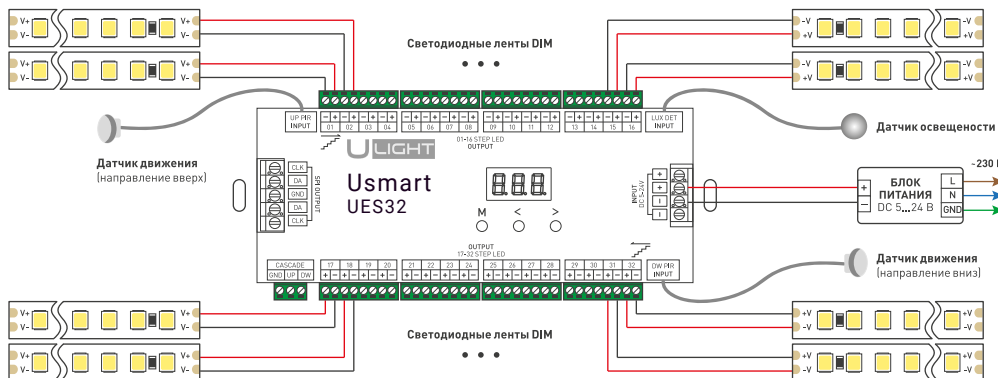 V+
V-
V+
V-
Светодиодные ленты DIM
-V
+V
-V
+V
Датчик движения
(направление вверх)
UP PIR
INPUT
- + - + - + - +
01 02 03 04
- + - + - + - +
05 06 07 08
- + - + - + - +
09 10 11 12
- + - + - + - +
13 14 15 16
LUX DET
INPUT
01-16 STEP LED
OUTPUT
Датчик освещености
ULIGHT
Usmart
UES32
CLK
DA
GND
DA
CLK
SPI OUTPUT
M < >
INPUT
DC 5-24V
+
+
-
-
+
-
БЛОК
ПИТАНИЯ
DC 5...24 В
L
N
GND
~230 В
OUTPUT
17-32 STEP LED
CASCADE
GND UP DW
17 18 19 20
+ - + - + - + -
21 22 23 24
+ - + - + - + -
25 26 27 28
+ - + - + - + -
29 30 31 32
+ - + - + - + -
DW PIR
INPUT
Датчик движения
(направление вниз)
V+
V-
V+
V-
Светодиодные ленты DIM
+V
-V
+V
-V